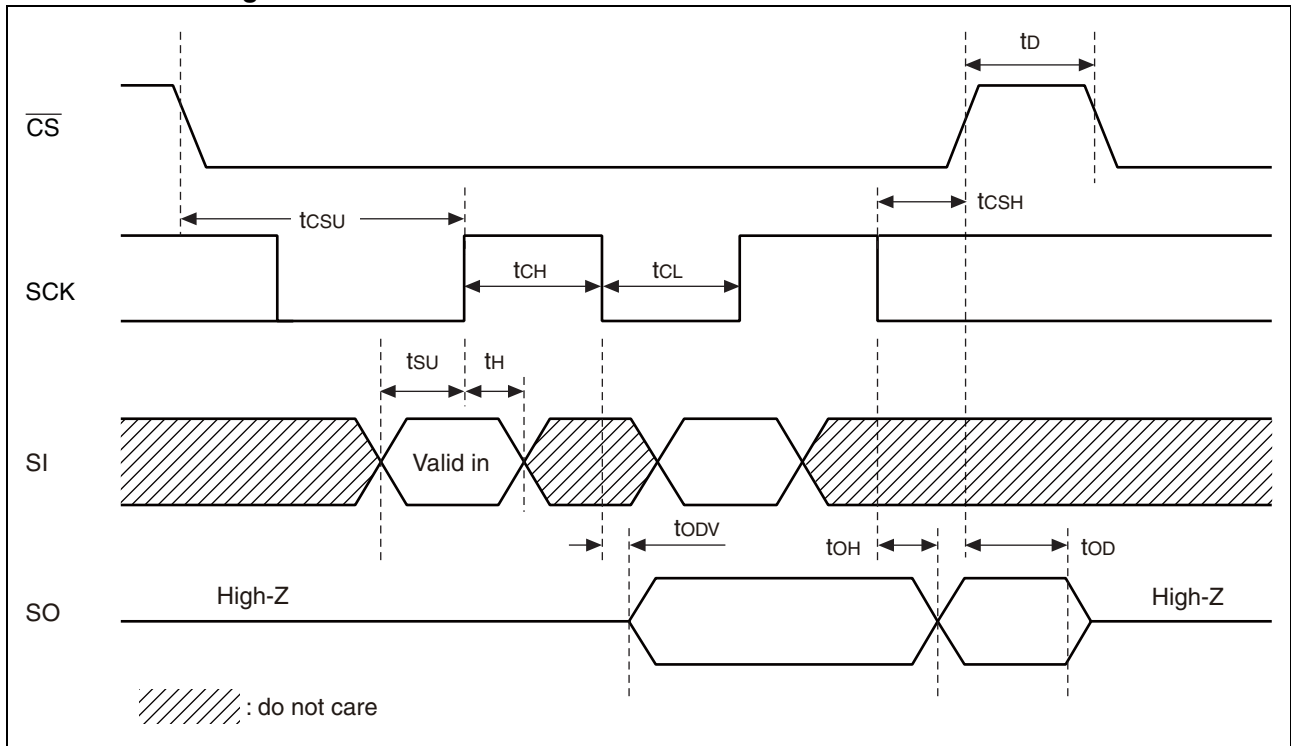 tD
CS
tCSU
tCSH
SCK
tCH
tCL
tSU
tH
SI
Valid in
tODV
tOH
tOD
SO
High-Z
High-Z
: do not care